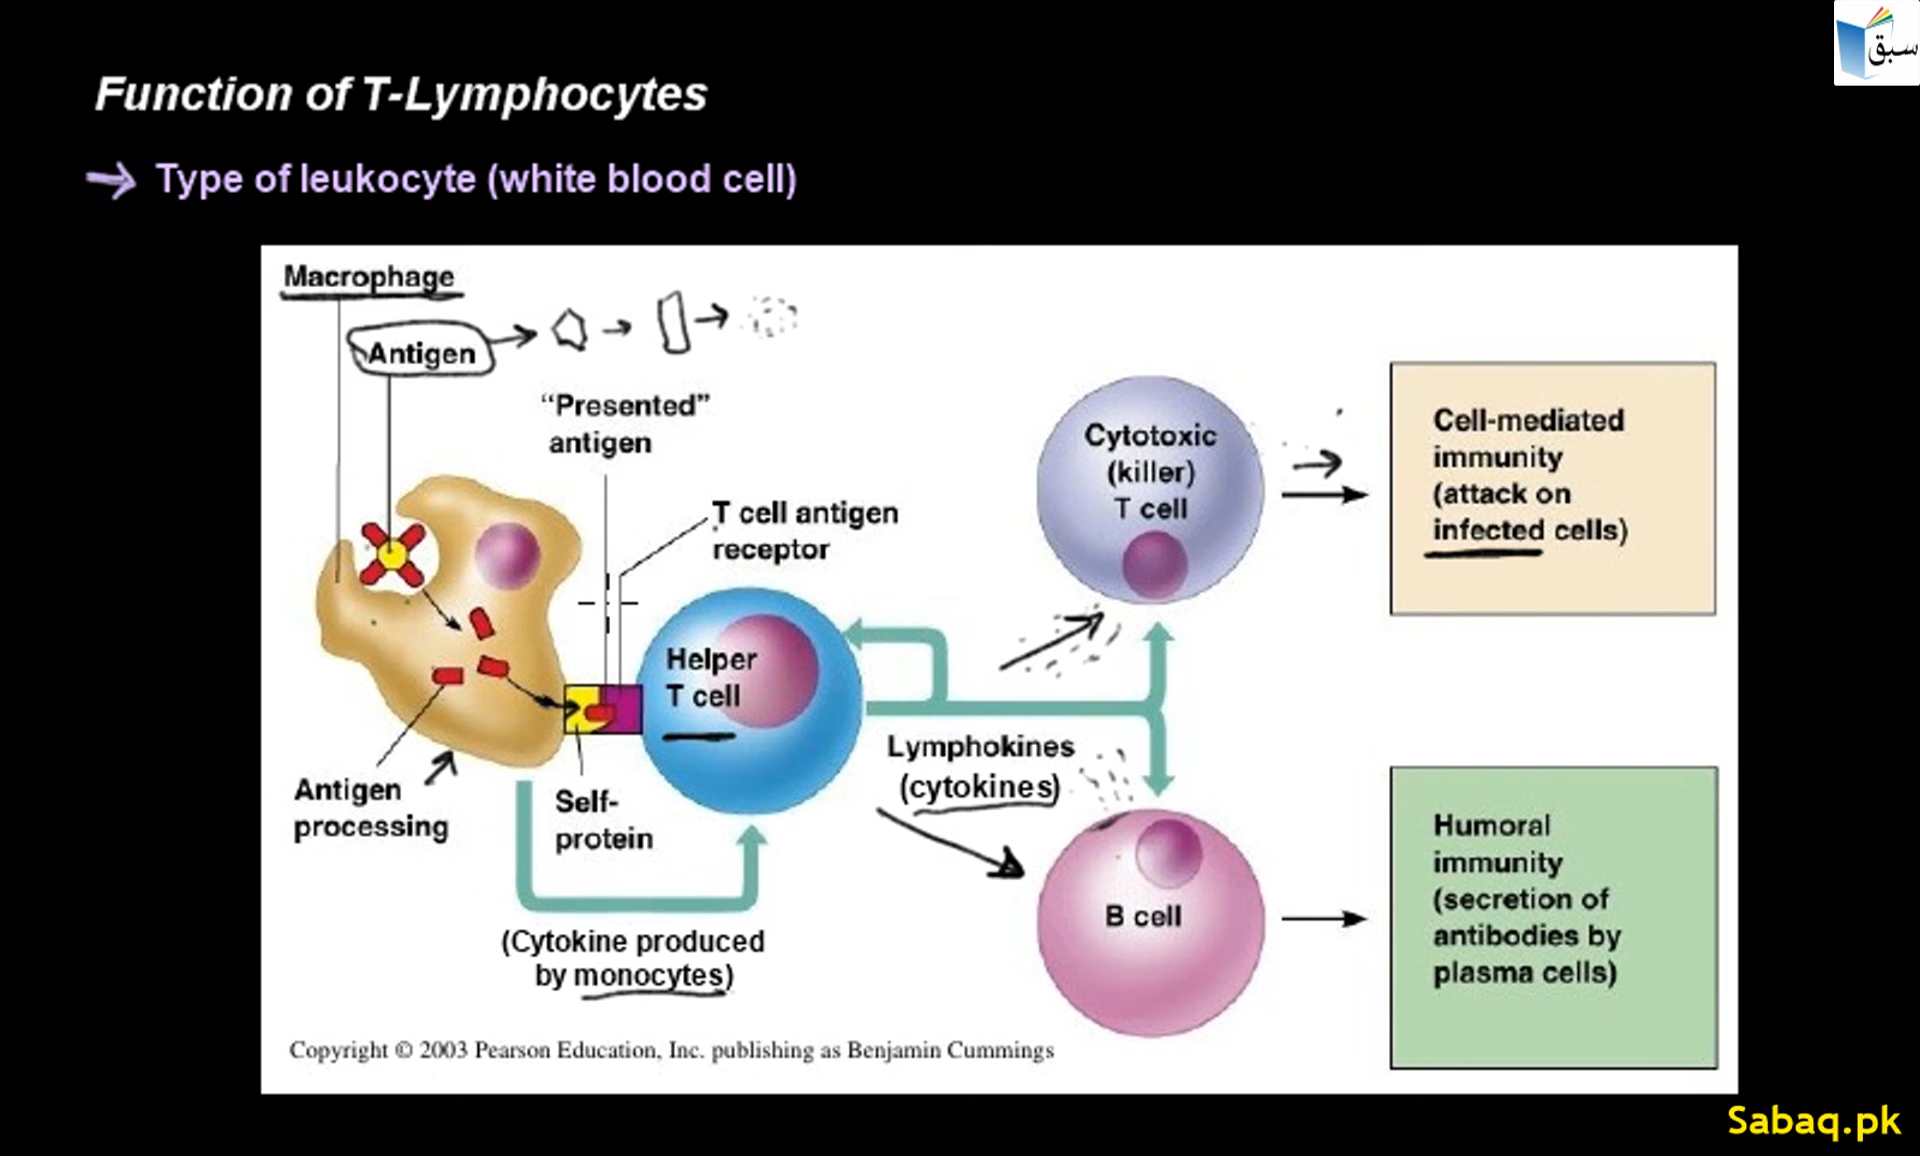 سبق
Function of T-Lymphocytes
Type of leukocyte (white blood cell)
Macrophage
Antigen
“Presented”
antigen
T cell antigen
receptor
Cytotoxic
(killer)
T cell
Cell-mediated
immunity
(attack on
infected cells)
Helper
T cell
Lymphokines
(cytokines)
Antigen
processing
Self-
protein
(Cytokine produced
by monocytes)
B cell
Humoral
immunity
(secretion of
antibodies by
plasma cells)
Copyright © 2003 Pearson Education, Inc. publishing as Benjamin Cummings
Sabaq.pk